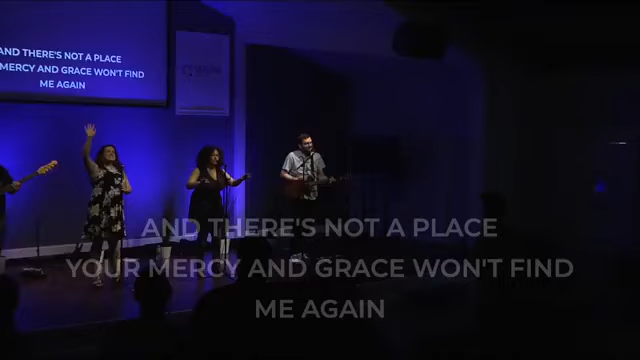 AND THERE'S NOT A PLACE
MERCY AND GRACE WON'T FIND
ME AGAIN
AND THERE'S NOT A PLACE
YOUR MERCY AND GRACE WON'T FIND
ME AGAIN